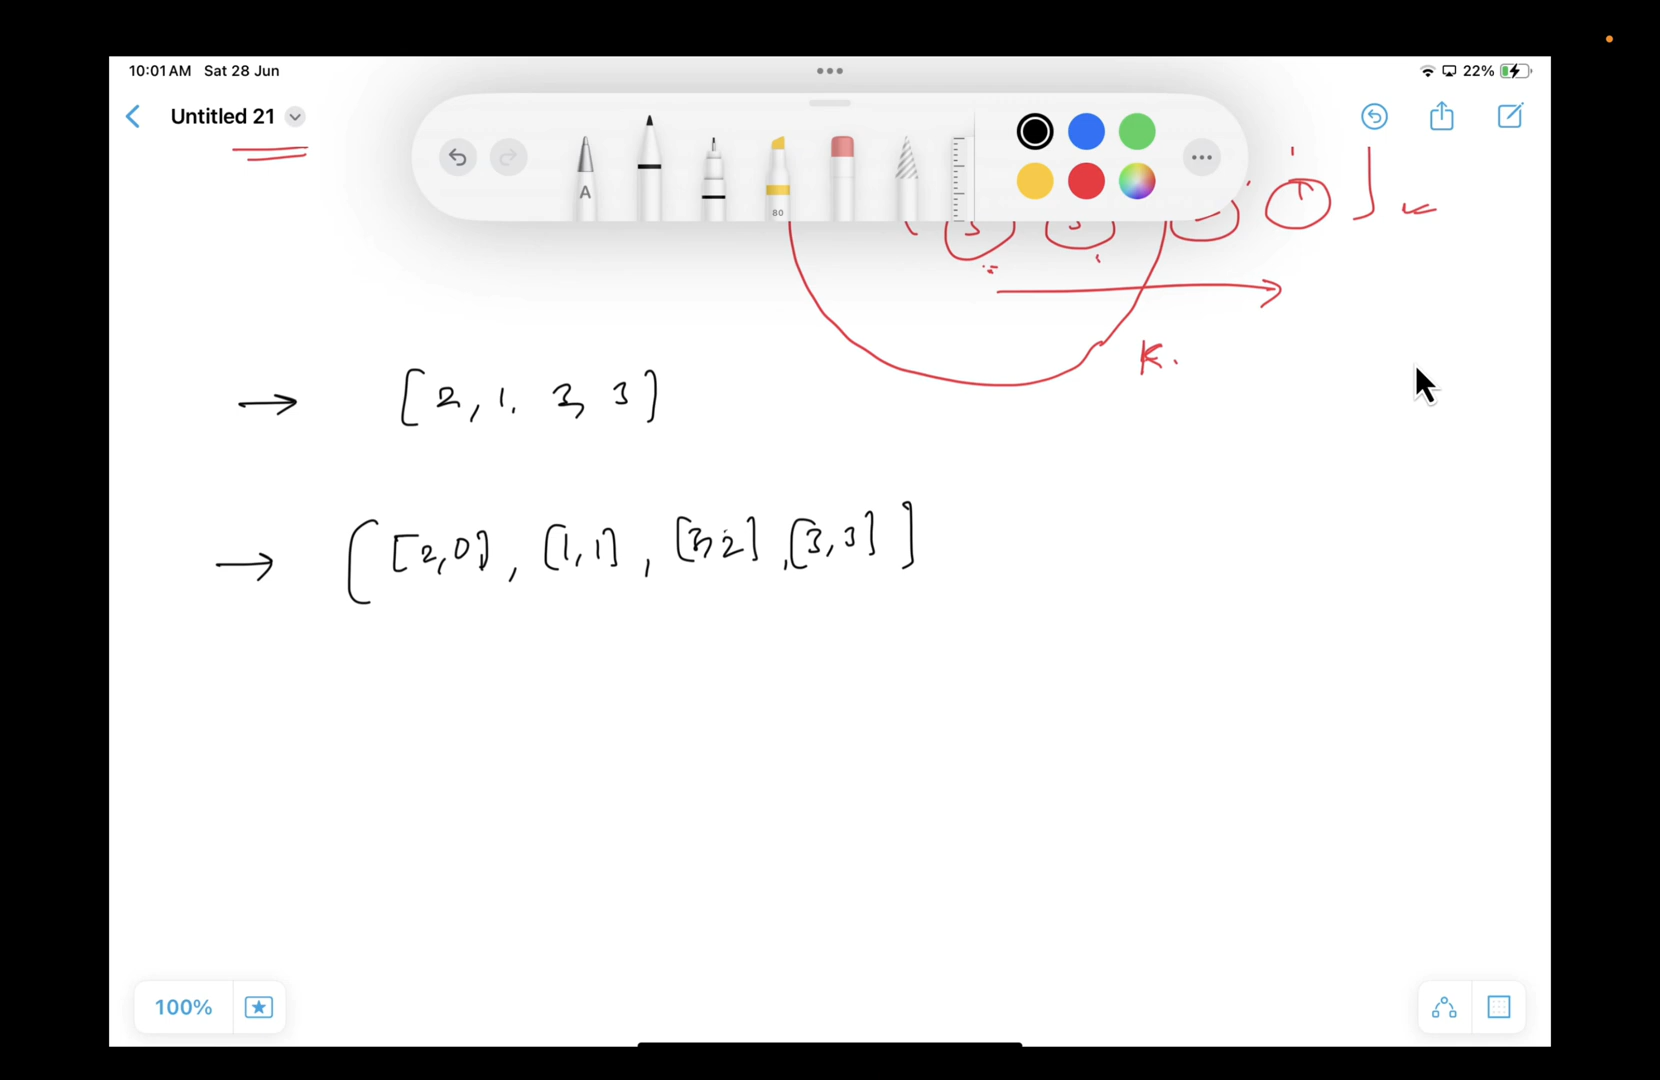 10:01 AM Sat 28 Jun
22%
Untitled 21
A
80
K.
→ [2, 1, 3, 3]
→ [[2,0], [1,1], [3,2], [3,3]]
100%